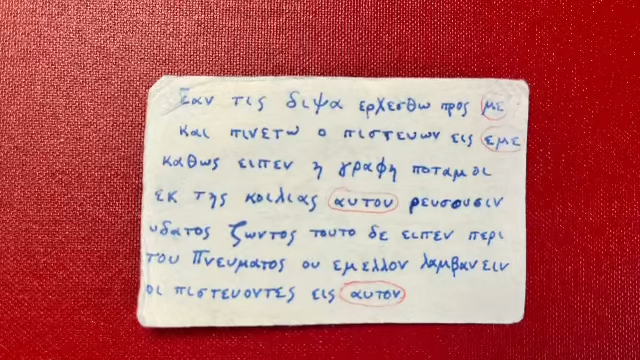 Εαν τις διψα ερχεσθω προς με
και πινετω ο πιστευων εις εμε
καθως ειπεν η γραφη ποταμοι
εκ της κοιλιας αυτου ρευσουσιν
υδατος ζωντος τουτο δε ειπεν περι
του Πνευματος ου εμελλον λαμβανειν
οι πιστευοντες εις αυτον